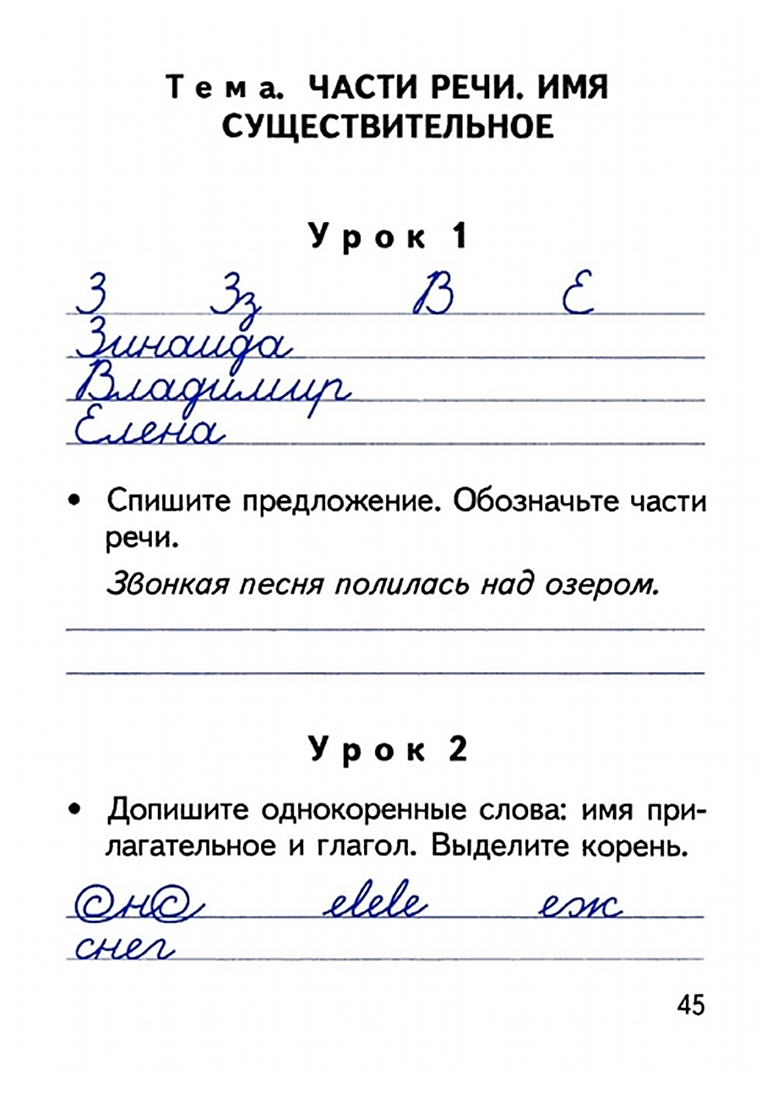 Тема. ЧАСТИ РЕЧИ. ИМЯ
СУЩЕСТВИТЕЛЬНОЕ
Урок 1
З Зз В Е
Зинаида
Владимир
Елена
• Спишите предложение. Обозначьте части
речи.
Звонкая песня полилась над озером.
Урок 2
• Допишите однокоренные слова: имя при-
лагательное и глагол. Выделите корень.
еж
снег
45